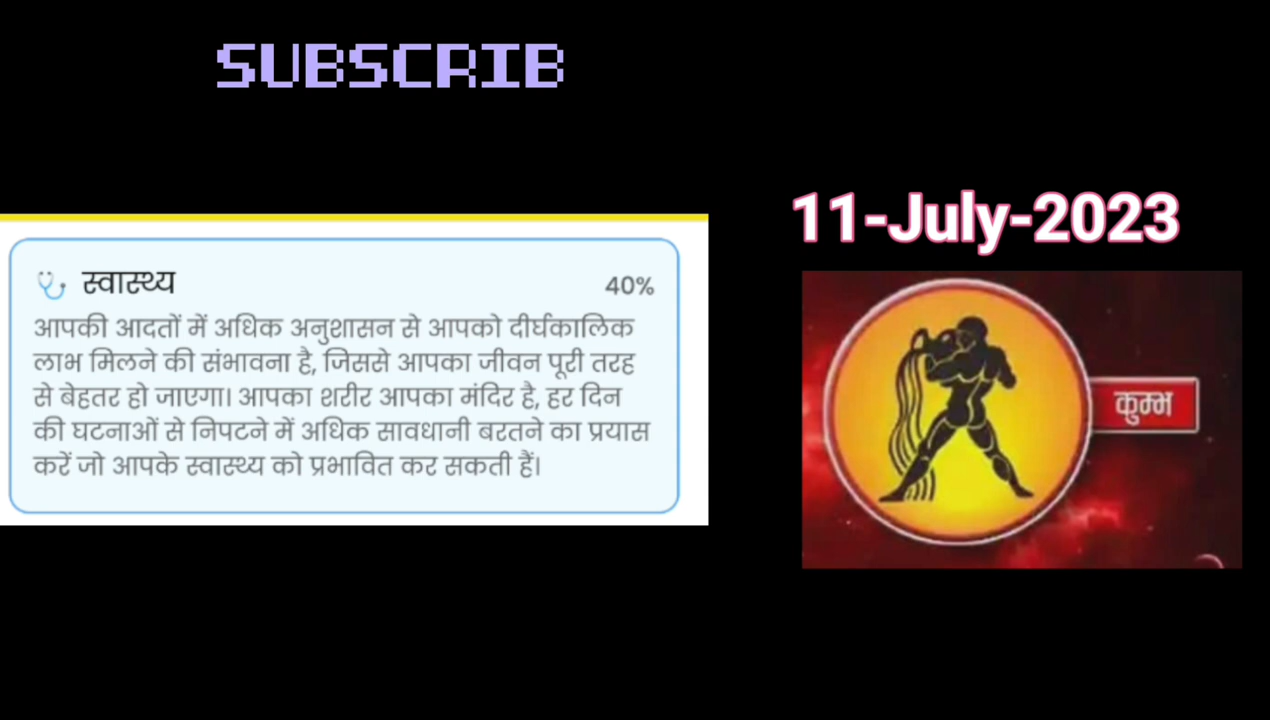 SUBSCRIB
11-July-2023
स्वास्थ्य 40%
आपकी आदतों में अधिक अनुशासन से आपको दीर्घकालिक
लाभ मिलने की संभावना है, जिससे आपका जीवन पूरी तरह
से बेहतर हो जाएगा। आपका शरीर आपका मंदिर है, हर दिन
की घटनाओं से निपटने में अधिक सावधानी बरतने का प्रयास
करें जो आपके स्वास्थ्य को प्रभावित कर सकती हैं।
कुम्भ